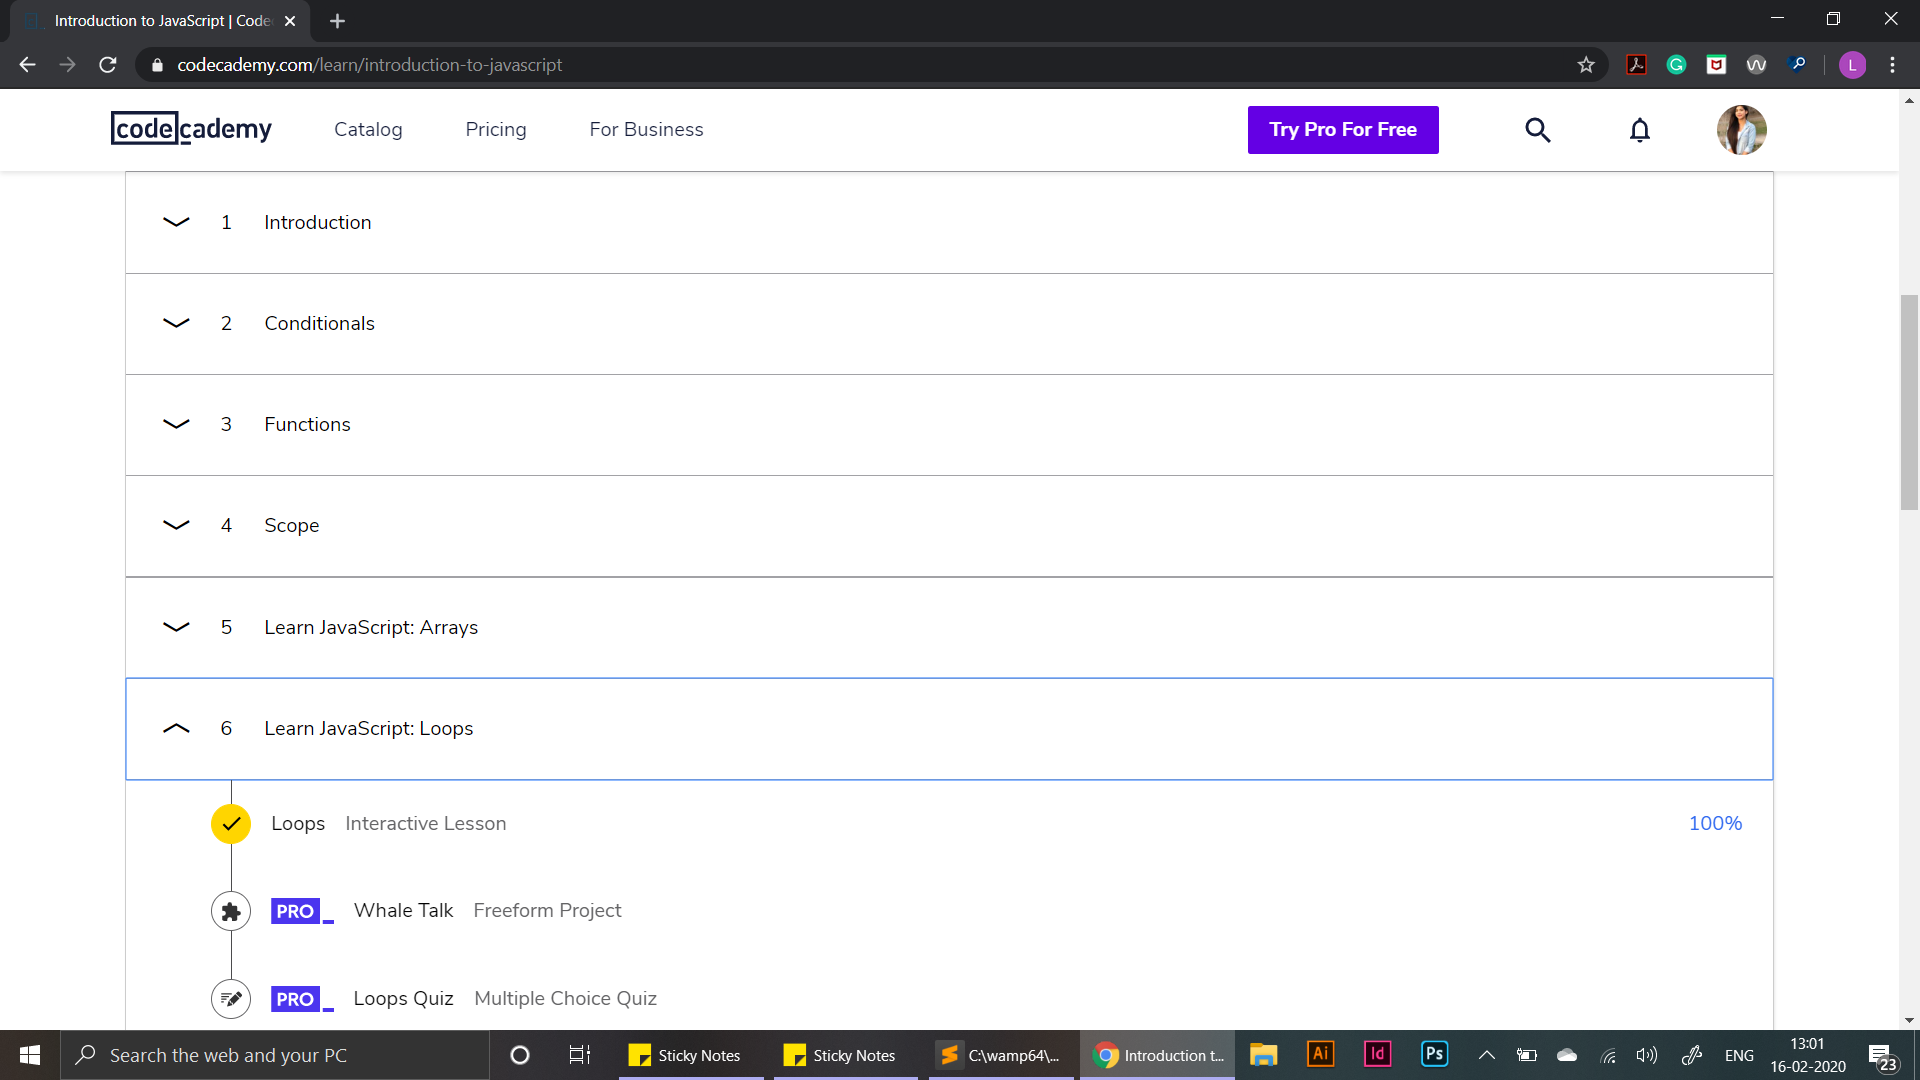 Introduction to JavaScript | Code
codecademy.com/learn/introduction-to-javascript
L
codecademy
Catalog
Pricing
For Business
Try Pro For Free
1 Introduction
2 Conditionals
3 Functions
4 Scope
5 Learn JavaScript: Arrays
6 Learn JavaScript: Loops
Loops Interactive Lesson 100%
PRO Whale Talk Freeform Project
PRO Loops Quiz Multiple Choice Quiz
Search the web and your PC
Sticky Notes
Sticky Notes
C:\wamp64\...
Introduction t...
Ai
Id
Ps
ENG
13:01
16-02-2020
23